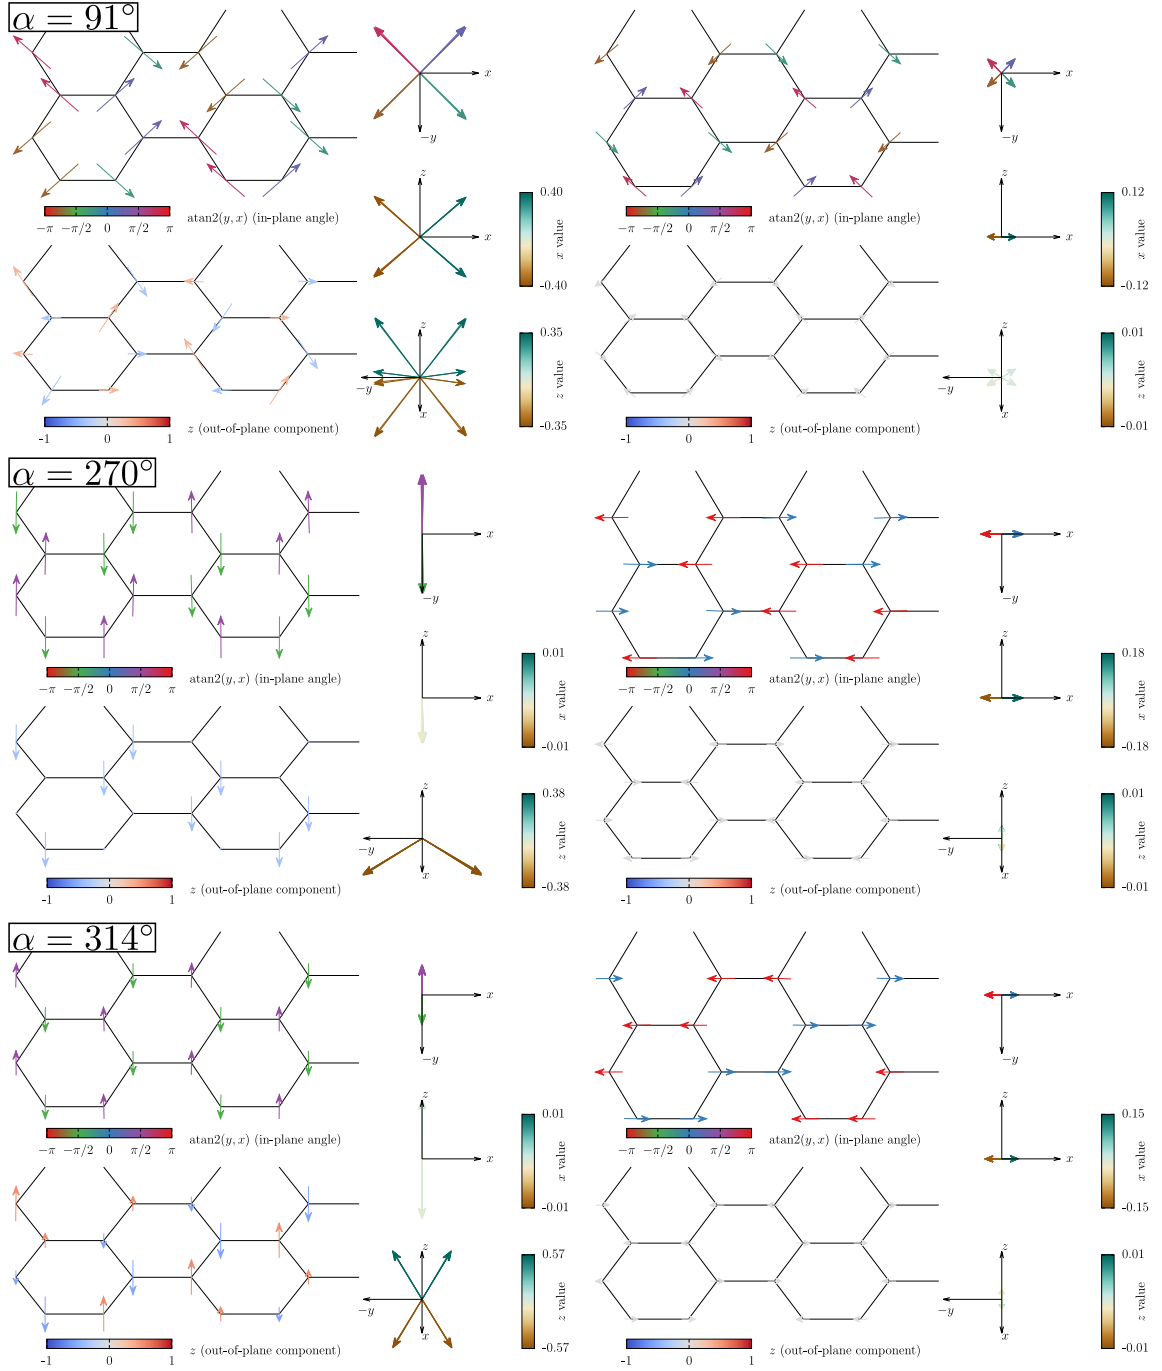 α = 91°
x
−y
x
−y
z
x
0.40
x value
-0.40
z
x
0.12
x value
-0.12
−π −π/2 0 π/2 π
atan2(y, x) (in-plane angle)
−π −π/2 0 π/2 π
atan2(y, x) (in-plane angle)
z
−y
x
0.35
z value
-0.35
z
−y
x
0.01
z value
-0.01
-1 0 1
z (out-of-plane component)
-1 0 1
z (out-of-plane component)
α = 270°
x
−y
x
−y
z
x
0.01
x value
-0.01
z
x
0.18
x value
-0.18
−π −π/2 0 π/2 π
atan2(y, x) (in-plane angle)
−π −π/2 0 π/2 π
atan2(y, x) (in-plane angle)
z
−y
x
0.38
z value
-0.38
z
−y
x
0.01
z value
-0.01
-1 0 1
z (out-of-plane component)
-1 0 1
z (out-of-plane component)
α = 314°
x
−y
x
−y
z
x
0.01
x value
-0.01
z
x
0.15
x value
-0.15
−π −π/2 0 π/2 π
atan2(y, x) (in-plane angle)
−π −π/2 0 π/2 π
atan2(y, x) (in-plane angle)
z
−y
x
0.57
z value
-0.57
z
−y
x
0.01
z value
-0.01
-1 0 1
z (out-of-plane component)
-1 0 1
z (out-of-plane component)